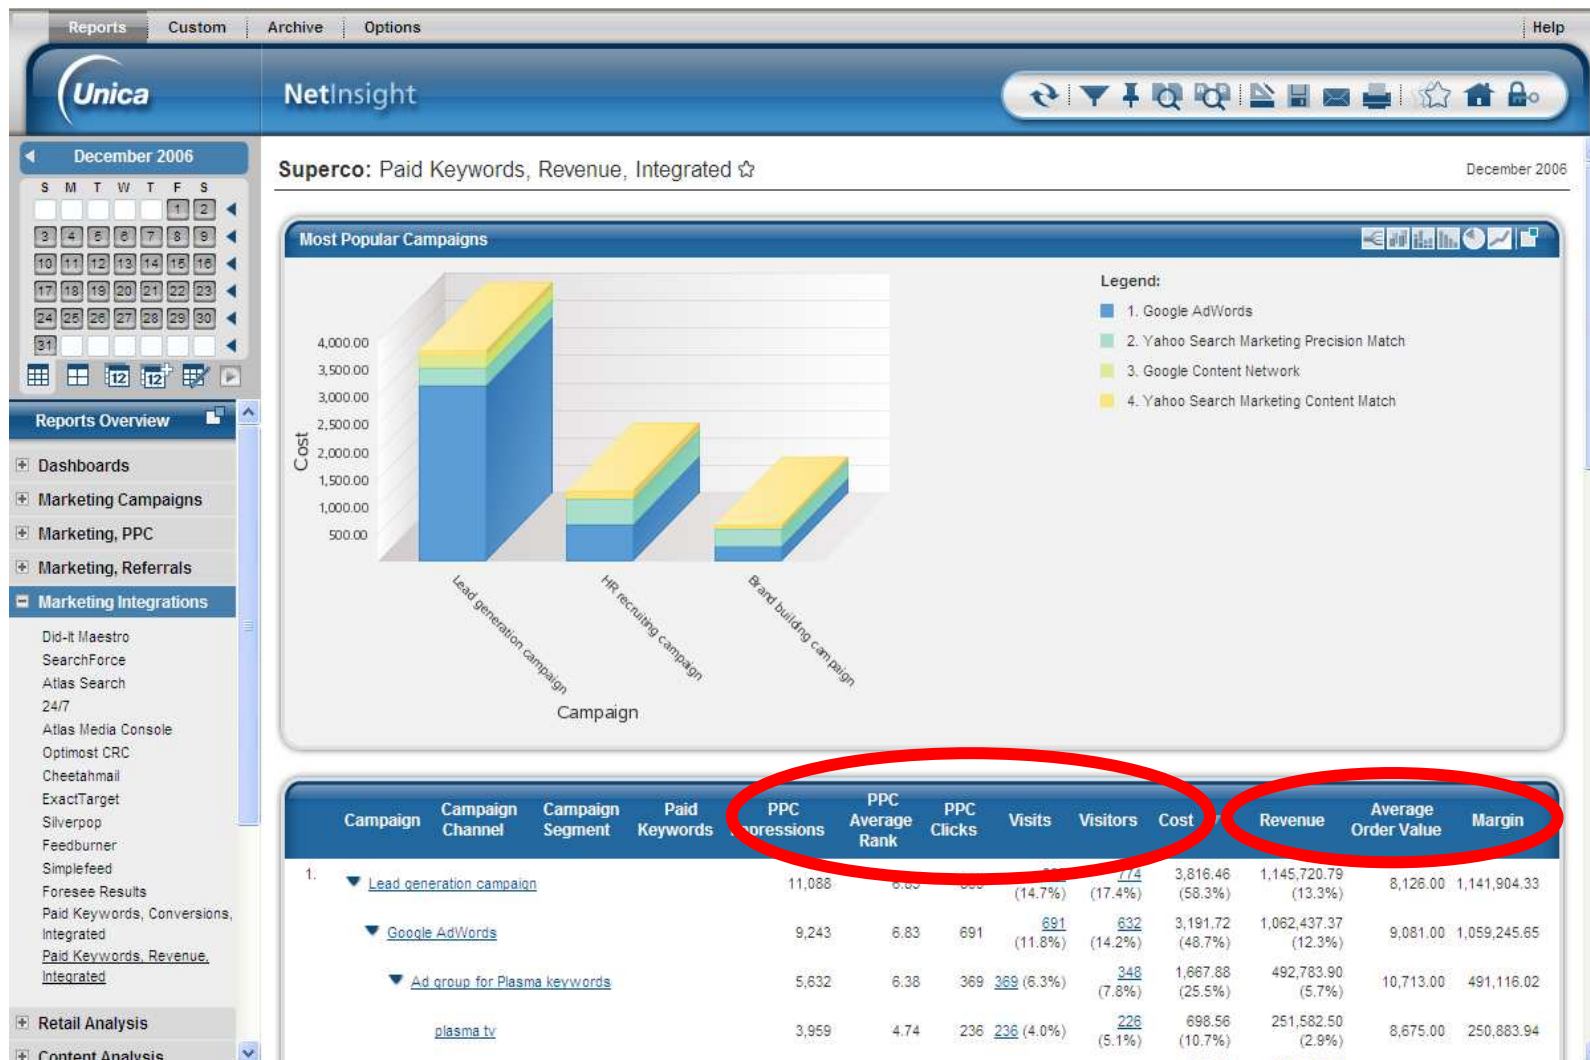 Reports Custom Archive Options Help
Unica NetInsight
December 2006
S M T W T F S
1 2
3 4 5 6 7 8 9
10 11 12 13 14 15 16
17 18 19 20 21 22 23
24 25 26 27 28 29 30
31
12 12
Superco: Paid Keywords, Revenue, Integrated
December 2006
Reports Overview
Dashboards
Marketing Campaigns
Marketing, PPC
Marketing, Referrals
Marketing Integrations
Did-It Maestro
SearchForce
Atlas Search
24/7
Atlas Media Console
Optimost CRC
Cheetahmail
ExactTarget
Silverpop
Feedburner
Simplefeed
Foresee Results
Paid Keywords, Conversions,
Integrated
Paid Keywords, Revenue,
Integrated
Retail Analysis
Content Analysis
Most Popular Campaigns
4,000.00
3,500.00
3,000.00
2,500.00
2,000.00
1,500.00
1,000.00
500.00
Cost
Lead generation campaign
HR recruiting campaign
Brand building campaign
Campaign
Legend:
1. Google AdWords
2. Yahoo Search Marketing Precision Match
3. Google Content Network
4. Yahoo Search Marketing Content Match
Campaign
Campaign
Channel
Campaign
Segment
Paid
Keywords
PPC
PPC
Average
Rank
PPC
Clicks
Visits
Visitors
Cost
Revenue
Average
Order Value
Margin
1. Lead generation campaign 11,088 774 3,816.46 1,145,720.79 8,126.00 1,141,904.33
(14.7%) (17.4%) (58.3%) (13.3%)
Google AdWords 9,243 6.83 691 691 632 3,191.72 1,062,437.37 9,081.00 1,059,245.65
(11.8%) (14.2%) (48.7%) (12.3%)
Ad group for Plasma keywords 5,632 6.38 369 369 (6.3%) 348 1,667.88 492,783.90 10,713.00 491,116.02
(7.8%) (25.5%) (5.7%)
plasma tv 3,959 4.74 236 236 (4.0%) 226 698.56 251,582.50 8,675.00 250,883.94
(5.1%) (10.7%) (2.9%)